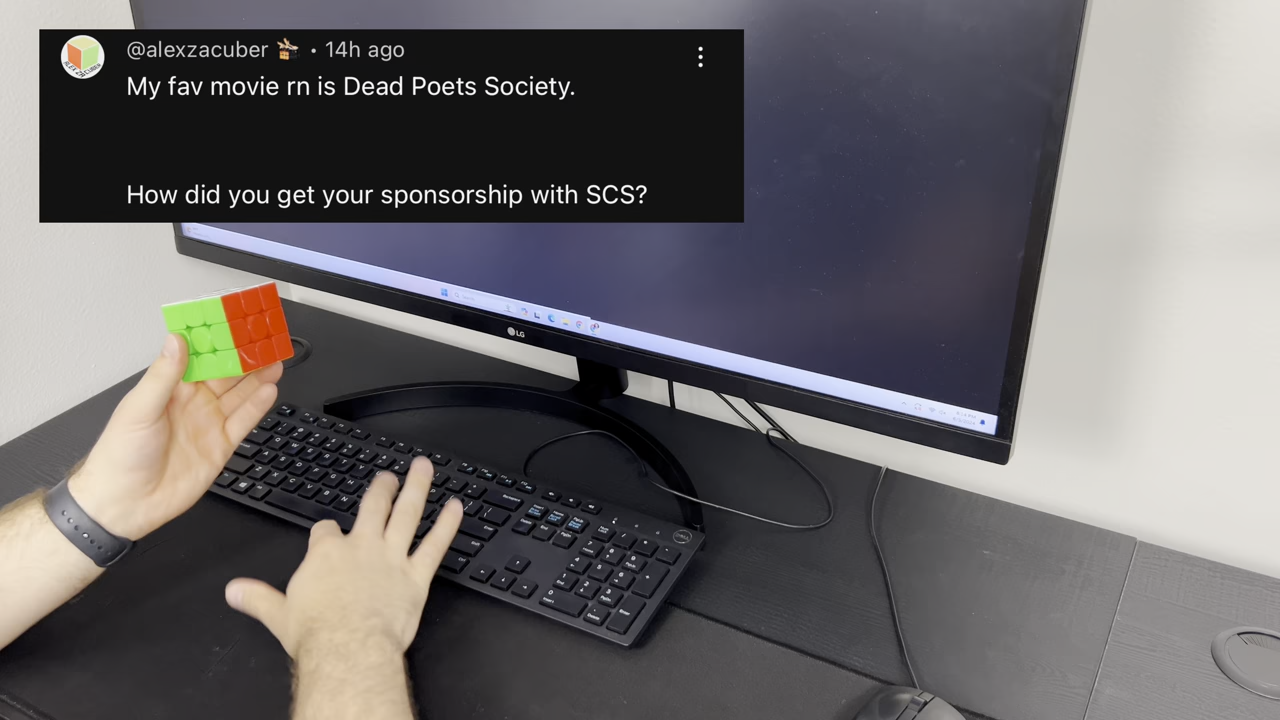 @alexzacuber • 14h ago
My fav movie rn is Dead Poets Society.
How did you get your sponsorship with SCS?
LG
DELL